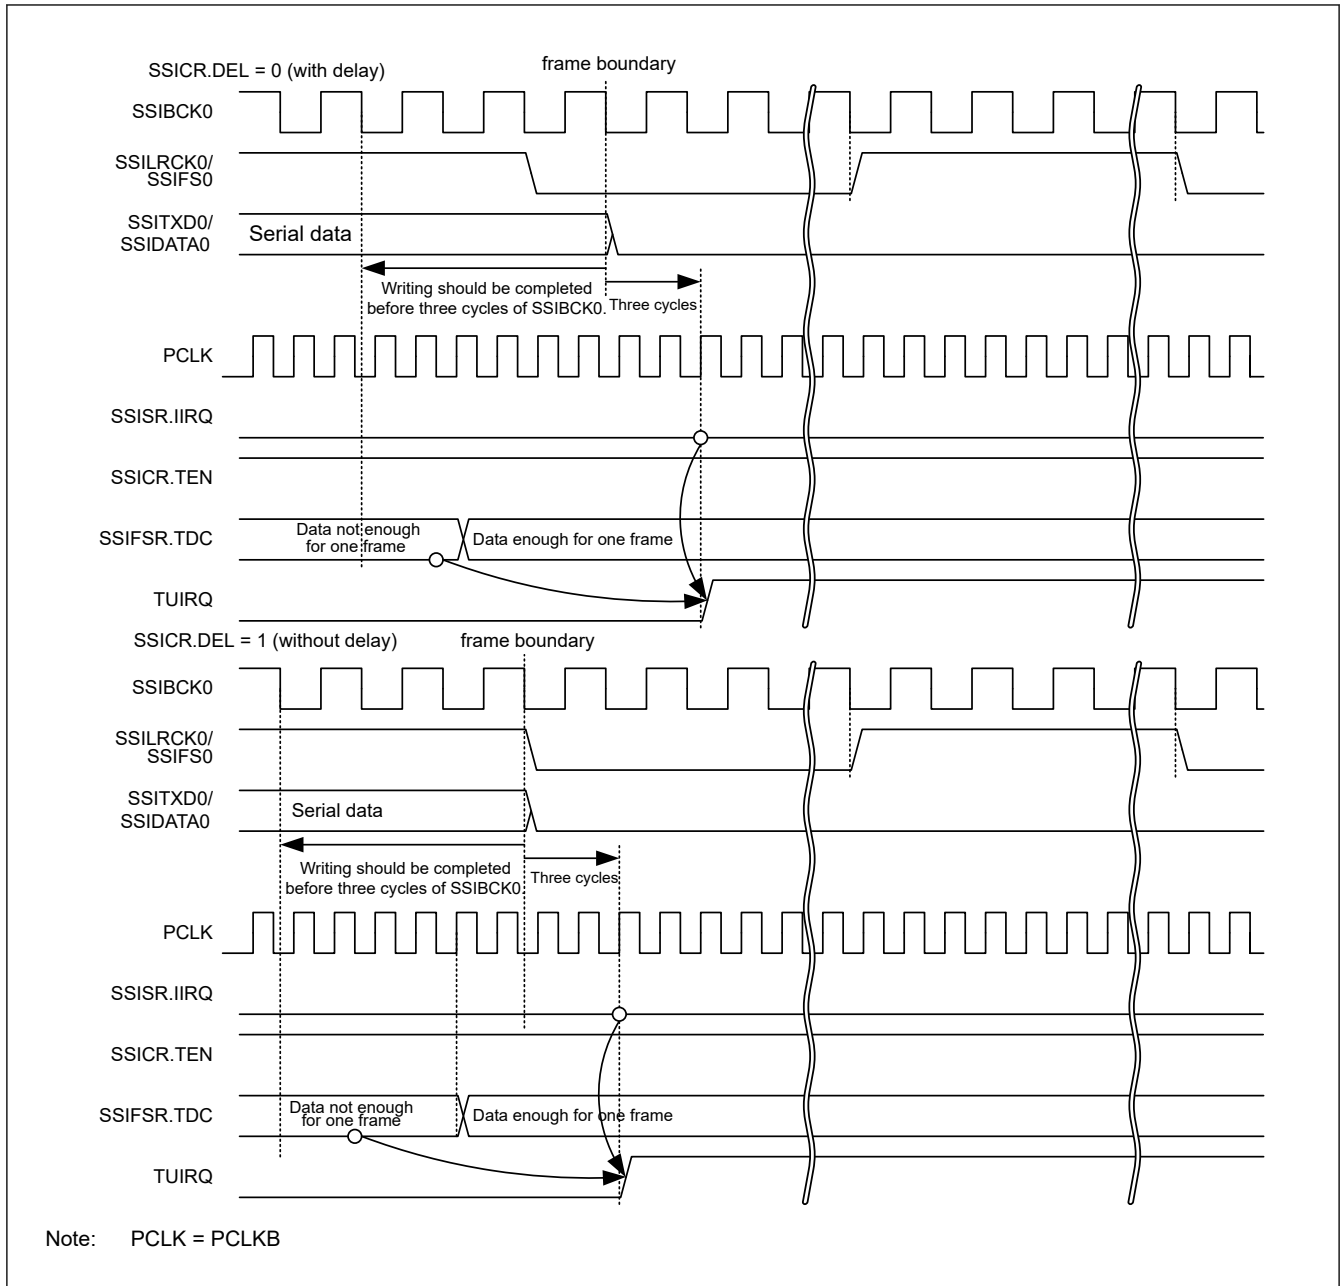 SSICR.DEL = 0 (with delay)
frame boundary
SSIBCK0
SSILRCK0/
SSIFS0
SSITXD0/
SSIDATA0
Serial data
Writing should be completed
before three cycles of SSIBCK0.
Three cycles
PCLK
SSISR.IIRQ
SSICR.TEN
SSIFSR.TDC
Data not enough
for one frame
Data enough for one frame
TUIRQ
SSICR.DEL = 1 (without delay)
frame boundary
SSIBCK0
SSILRCK0/
SSIFS0
SSITXD0/
SSIDATA0
Serial data
Writing should be completed
before three cycles of SSIBCK0.
Three cycles
PCLK
SSISR.IIRQ
SSICR.TEN
SSIFSR.TDC
Data not enough
for one frame
Data enough for one frame
TUIRQ
Note: PCLK = PCLKB